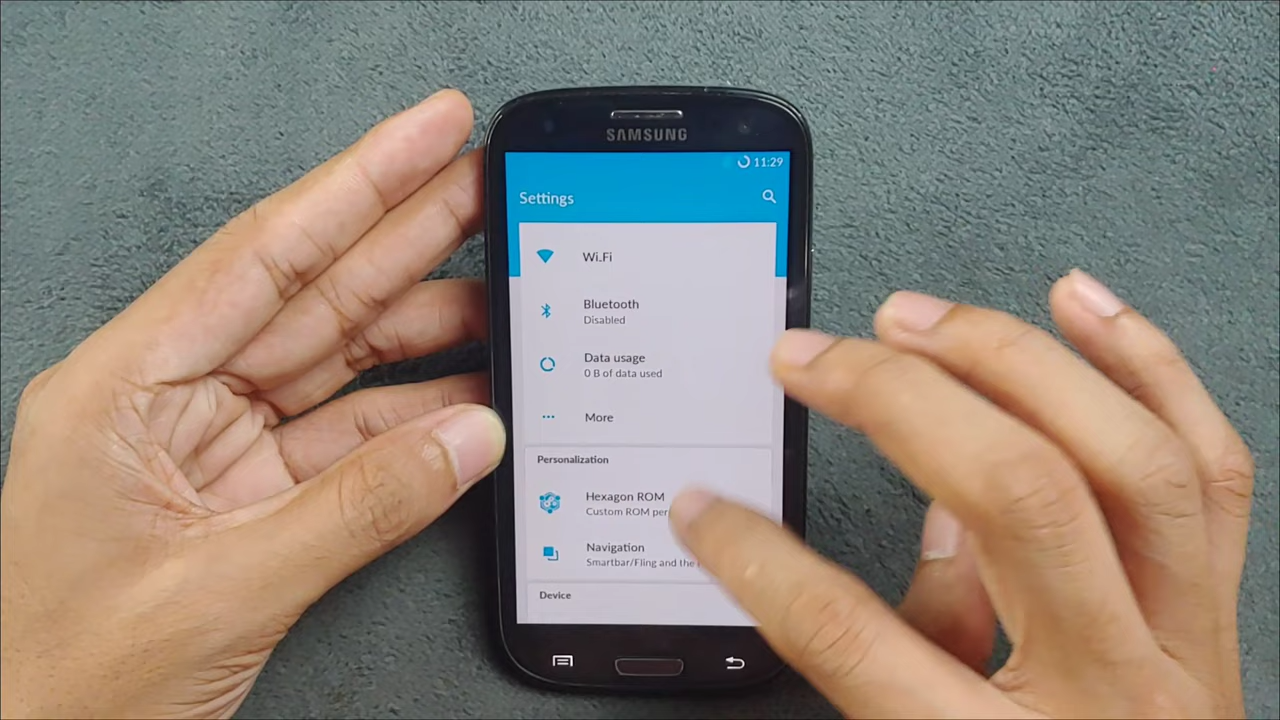 SAMSUNG
11:29
Settings
Wi.Fi
Bluetooth
Disabled
Data usage
0 B of data used
More
Personalization
Hexagon ROM
Custom ROM
Navigation
Smartbar/Fling and the
Device